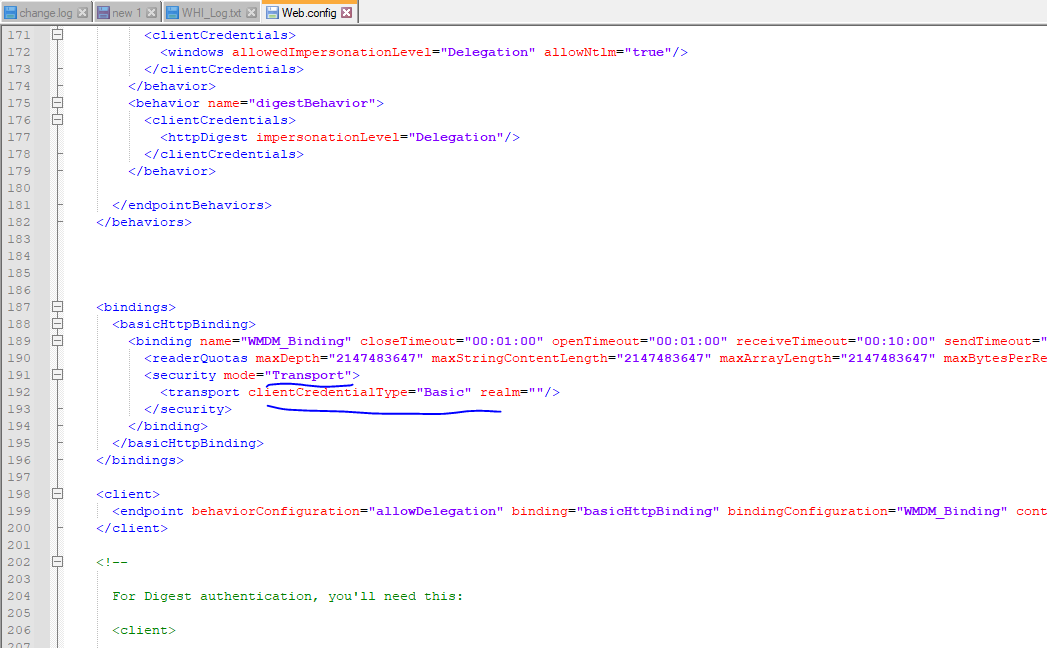 change.log new 1 WHI_Log.txt Web.config
171 <clientCredentials>
172 <windows allowedImpersonationLevel="Delegation" allowNtlm="true"/>
173 </clientCredentials>
174 </behavior>
175 <behavior name="digestBehavior">
176 <clientCredentials>
177 <httpDigest impersonationLevel="Delegation"/>
178 </clientCredentials>
179 </behavior>
180
181 </endpointBehaviors>
182 </behaviors>
183
184
185
186
187 <bindings>
188 <basicHttpBinding>
189 <binding name="WMDM_Binding" closeTimeout="00:01:00" openTimeout="00:01:00" receiveTimeout="00:10:00" sendTimeout="
190 <readerQuotas maxDepth="2147483647" maxStringContentLength="2147483647" maxArrayLength="2147483647" maxBytesPerRe
191 <security mode="Transport">
192 <transport clientCredentialType="Basic" realm=""/>
193 </security>
194 </binding>
195 </basicHttpBinding>
196 </bindings>
197
198 <client>
199 <endpoint behaviorConfiguration="allowDelegation" binding="basicHttpBinding" bindingConfiguration="WMDM_Binding" cont
200 </client>
201
202 <!--
203
204 For Digest authentication, you'll need this:
205
206 <client>
207